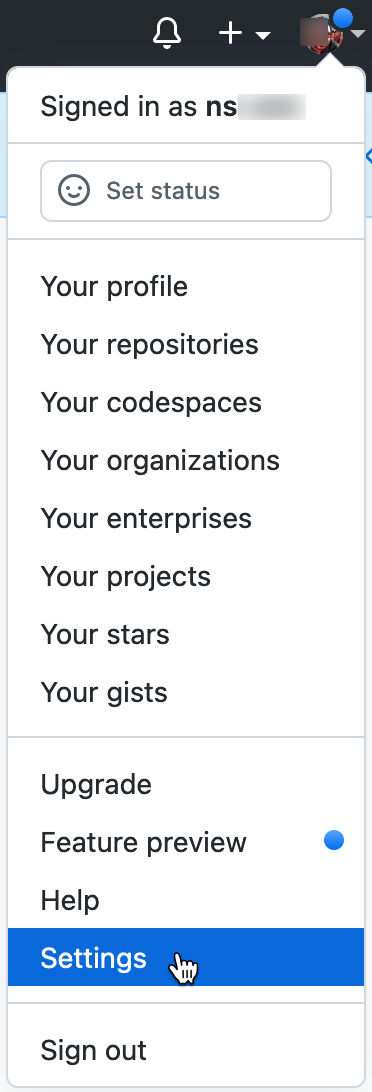 Signed in as ns
Set status
Your profile
Your repositories
Your codespaces
Your organizations
Your enterprises
Your projects
Your stars
Your gists
Upgrade
Feature preview
Help
Settings
Sign out